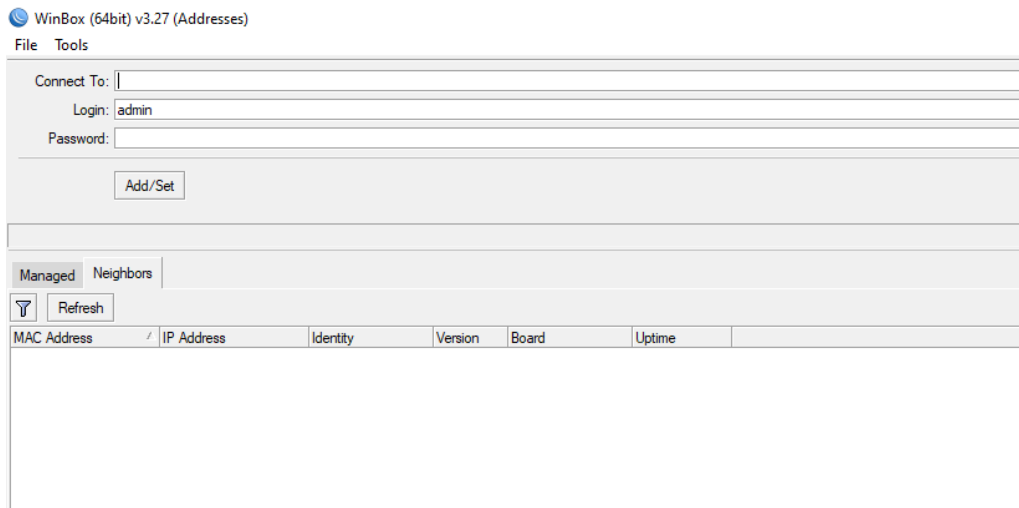 WinBox (64bit) v3.27 (Addresses)
File Tools
Connect To:
Login: admin
Password:
Add/Set
Managed Neighbors
Refresh
MAC Address IP Address Identity Version Board Uptime